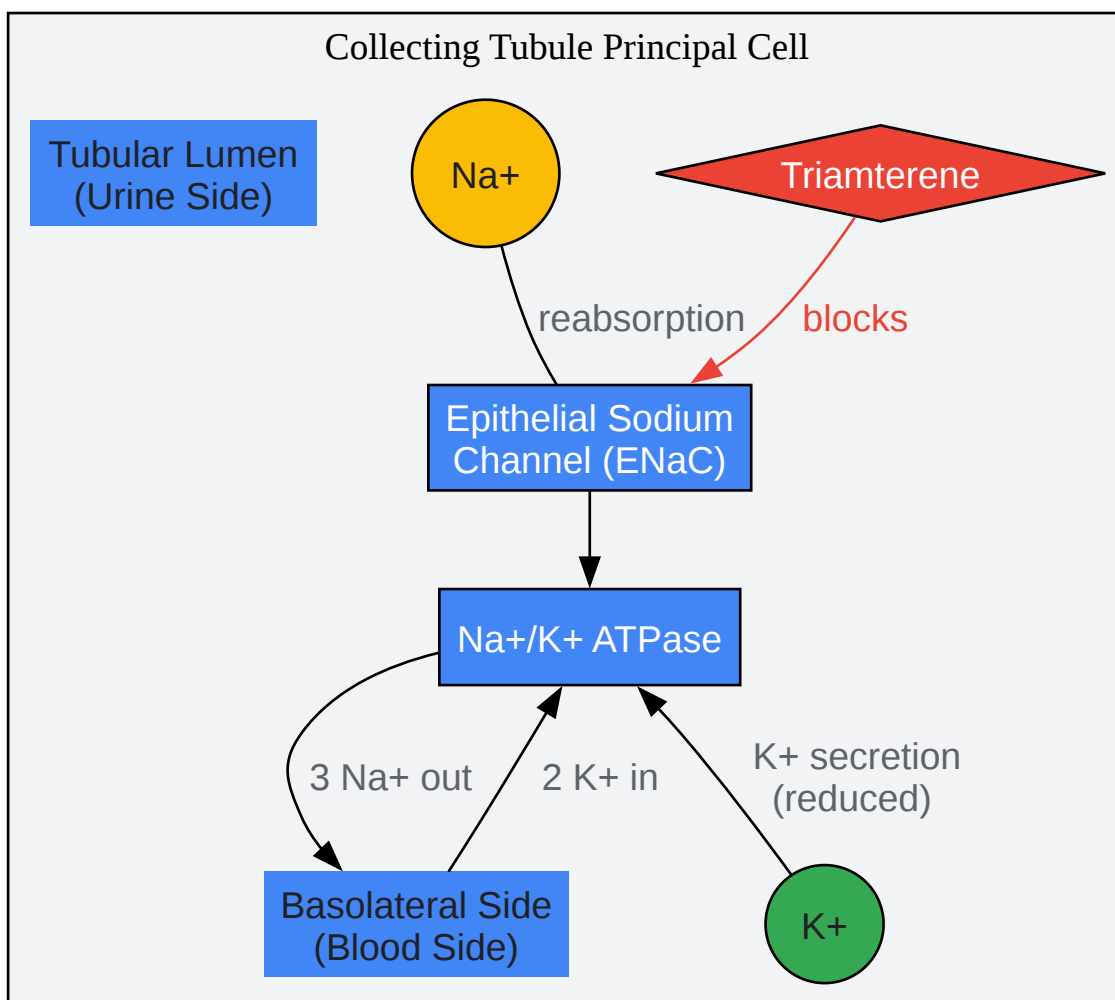 Collecting Tubule Principal Cell
Tubular Lumen
(Urine Side)
Na+
Triamterene
reabsorption
blocks
Epithelial Sodium
Channel (ENaC)
Na+/K+ ATPase
3 Na+ out
2 K+ in
K+ secretion
(reduced)
Basolateral Side
(Blood Side)
K+